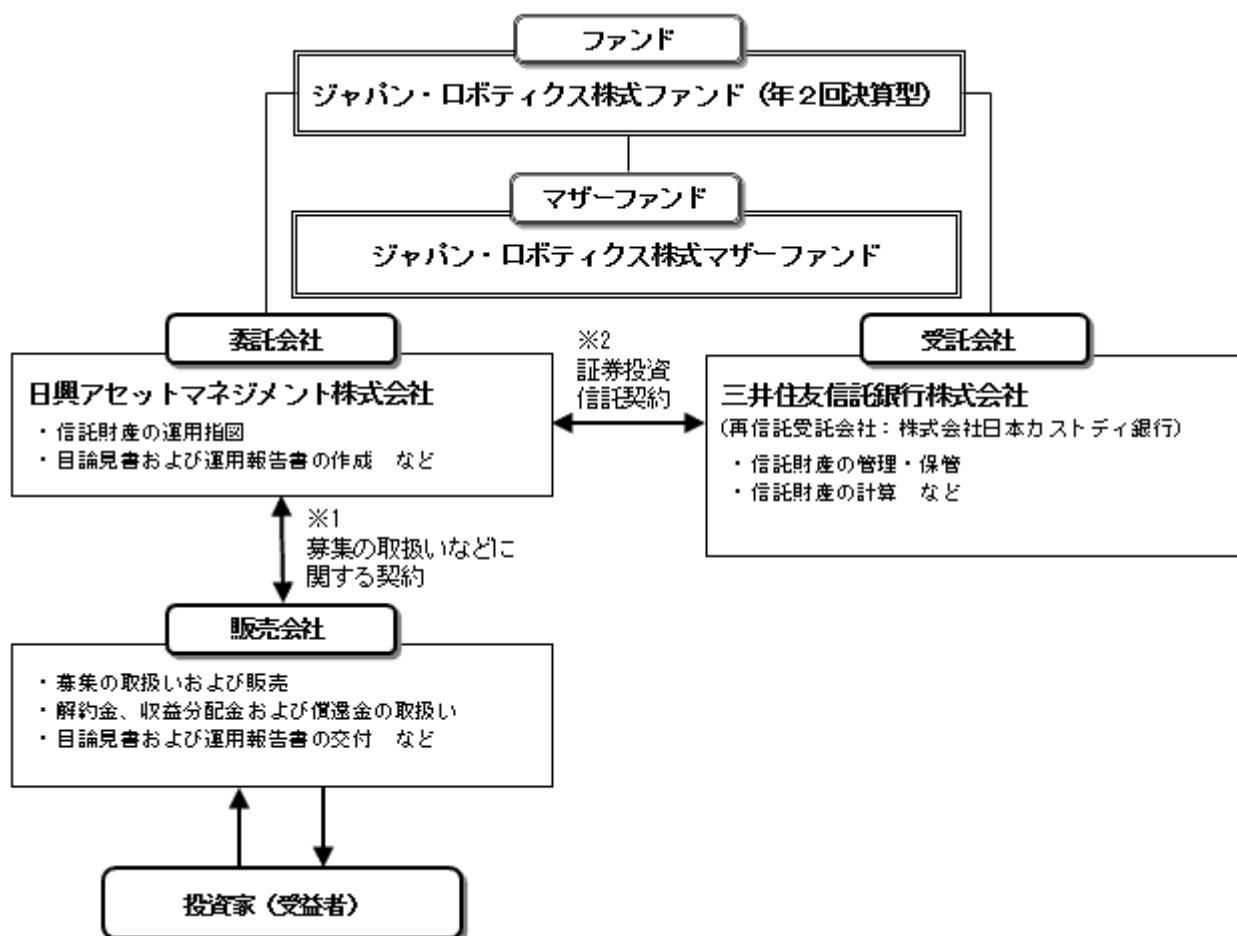 ファンド
ジャパン・ロボティクス株式ファンド（年２回決算型）
マザーファンド
ジャパン・ロボティクス株式マザーファンド
委託会社
日興アセットマネジメント株式会社
・信託財産の運用指図
・目論見書および運用報告書の作成　など
※2
証券投資
信託契約
受託会社
三井住友信託銀行株式会社
(再信託受託会社：株式会社日本カストディ銀行)
・信託財産の管理・保管
・信託財産の計算　など
※1
募集の取扱いなどに
関する契約
販売会社
・募集の取扱いおよび販売
・解約金、収益分配金および償還金の取扱い
・目論見書および運用報告書の交付　など
投資家（受益者）